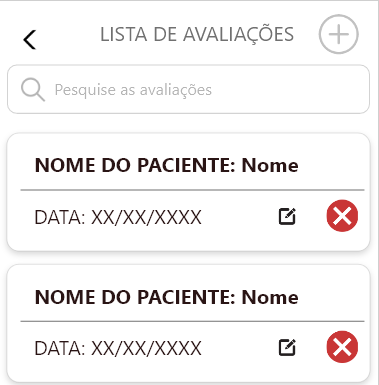 LISTA DE AVALIAÇÕES
Pesquise as avaliações
NOME DO PACIENTE: Nome
DATA: XX/XX/XXXX
NOME DO PACIENTE: Nome
DATA: XX/XX/XXXX